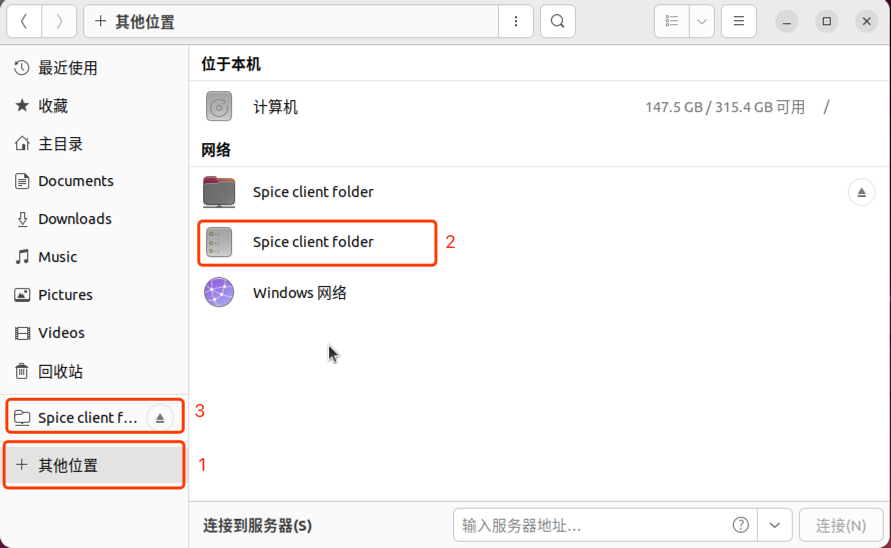 其他位置
最近使用
收藏
主目录
Documents
Downloads
Music
Pictures
Videos
回收站
Spice client f... 3
其他位置 1
位于本机
计算机 147.5 GB / 315.4 GB 可用 /
网络
Spice client folder
Spice client folder 2
Windows 网络
连接到服务器(S) 输入服务器地址... ? 连接(N)